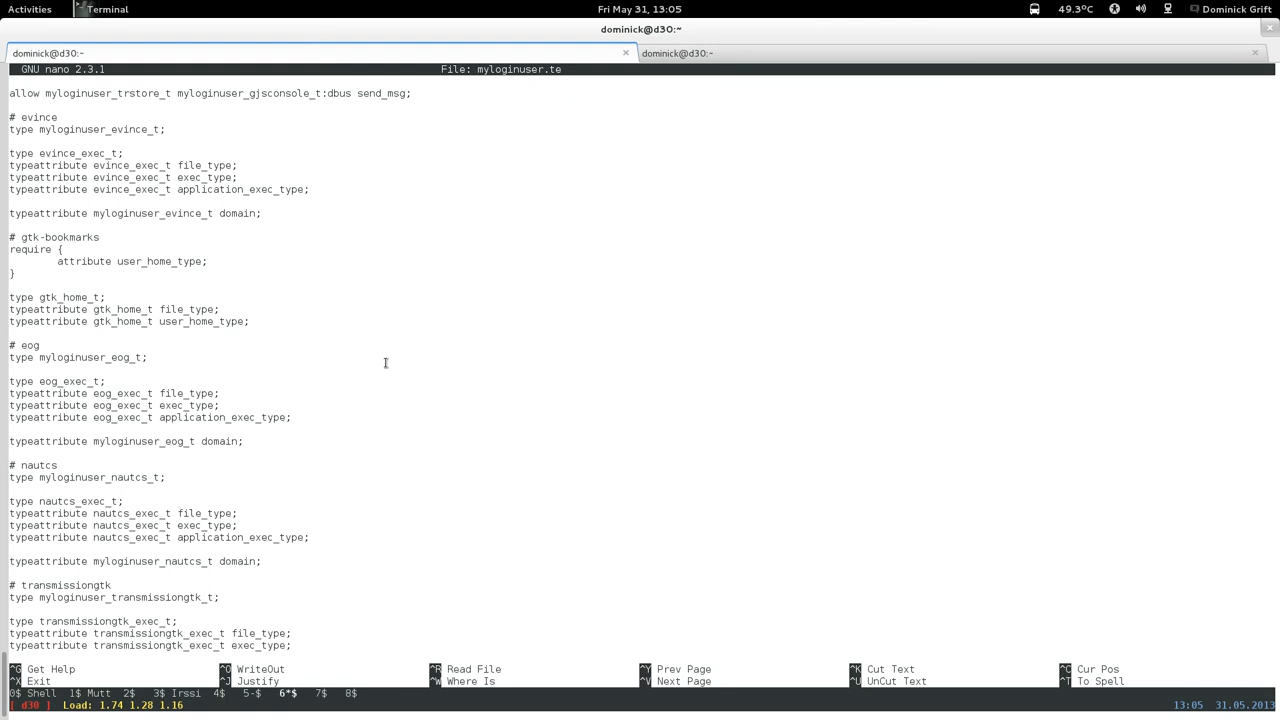 Activities Terminal Fri May 31, 13:05 49.3°C Dominick Grift
dominick@d30:~
dominick@d30:~ dominick@d30:~
GNU nano 2.3.1 File: myloginuser.te
allow myloginuser_trstore_t myloginuser_gjsconsole_t:dbus send_msg;
# evince
type myloginuser_evince_t;
type evince_exec_t;
typeattribute evince_exec_t file_type;
typeattribute evince_exec_t exec_type;
typeattribute evince_exec_t application_exec_type;
typeattribute myloginuser_evince_t domain;
# gtk-bookmarks
require {
attribute user_home_type;
}
type gtk_home_t;
typeattribute gtk_home_t file_type;
typeattribute gtk_home_t user_home_type;
# eog
type myloginuser_eog_t;
type eog_exec_t;
typeattribute eog_exec_t file_type;
typeattribute eog_exec_t exec_type;
typeattribute eog_exec_t application_exec_type;
typeattribute myloginuser_eog_t domain;
# nautcs
type myloginuser_nautcs_t;
type nautcs_exec_t;
typeattribute nautcs_exec_t file_type;
typeattribute nautcs_exec_t exec_type;
typeattribute nautcs_exec_t application_exec_type;
typeattribute myloginuser_nautcs_t domain;
# transmissiongtk
type myloginuser_transmissiongtk_t;
type transmissiongtk_exec_t;
typeattribute transmissiongtk_exec_t file_type;
typeattribute transmissiongtk_exec_t exec_type;
^G Get Help ^O WriteOut ^R Read File ^Y Prev Page ^K Cut Text ^C Cur Pos
^X Exit ^J Justify ^W Where Is ^V Next Page ^U UnCut Text ^T To Spell
0$ Shell 1$ Mutt 2$ 3$ Irssi 4$ 5-$ 6*$ 7$ 8$
[ d30 ] Load: 1.74 1.28 1.16 13:05 31.05.2013